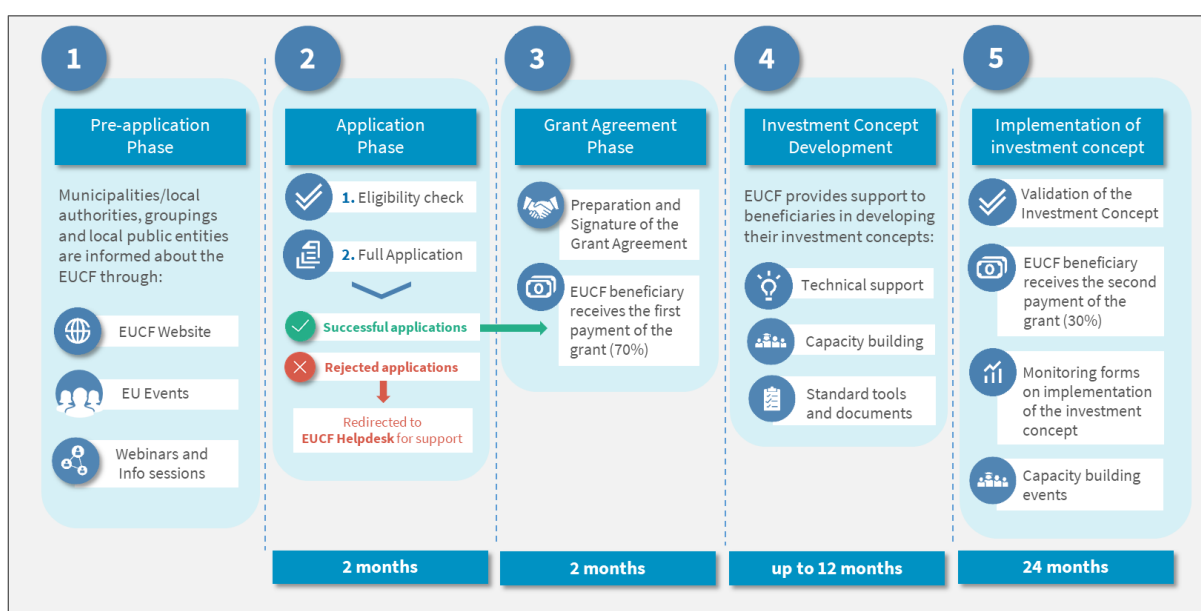 1
Pre-application
Phase
Municipalities/local
authorities, groupings
and local public entities
are informed about the
EUCF through:
EUCF Website
EU Events
Webinars and
Info sessions
2
Application
Phase
1. Eligibility check
2. Full Application
Successful applications
Rejected applications
Redirected to
EUCF Helpdesk for support
2 months
3
Grant Agreement
Phase
Preparation and
Signature of the
Grant Agreement
EUCF beneficiary
receives the first
payment of the
grant (70%)
2 months
4
Investment Concept
Development
EUCF provides support to
beneficiaries in developing
their investment concepts:
Technical support
Capacity building
Standard tools
and documents
up to 12 months
5
Implementation of
investment concept
Validation of the
Investment Concept
EUCF beneficiary
receives the second
payment of the
grant (30%)
Monitoring forms
on implementation
of the investment
concept
Capacity building
events
24 months